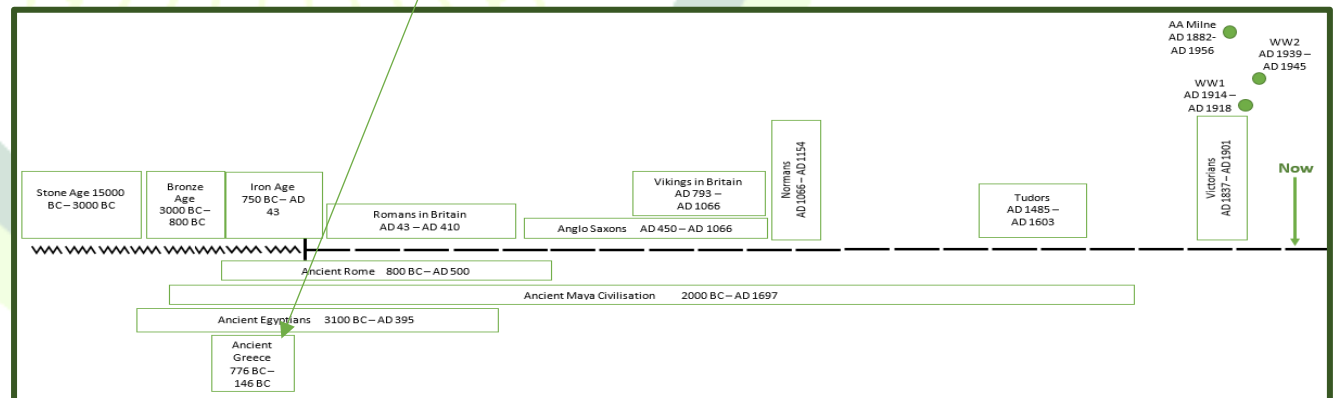 AA Milne
AD 1882-
AD 1956
WW2
AD 1939 –
AD 1945
WW1
AD 1914 –
AD 1918
Stone Age 15000
BC – 3000 BC
Bronze
Age
3000 BC –
800 BC
Iron Age
750 BC – AD
43
Romans in Britain
AD 43 – AD 410
Vikings in Britain
AD 793 –
AD 1066
Anglo Saxons AD 450 – AD 1066
Normans
AD 1066 – AD 1154
Tudors
AD 1485 –
AD 1603
Victorians
AD 1837 – AD 1901
Now
Ancient Rome 800 BC – AD 500
Ancient Maya Civilisation 2000 BC – AD 1697
Ancient Egyptians 3100 BC – AD 395
Ancient
Greece
776 BC –
146 BC